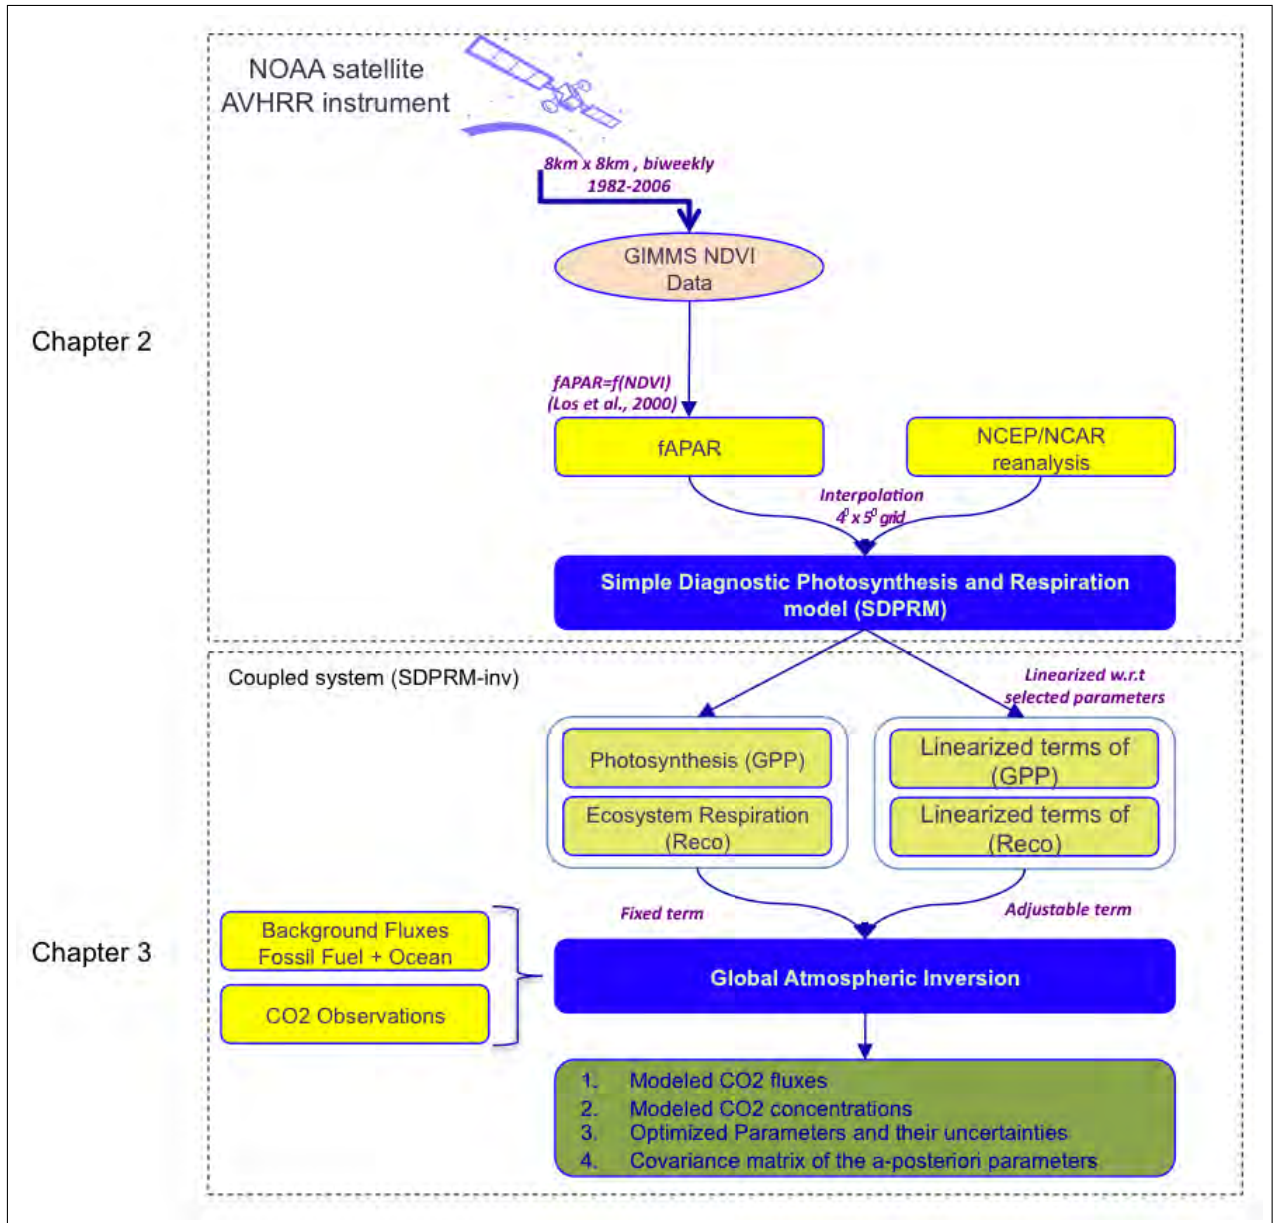 NOAA satellite
AVHRR instrument
8km x 8km , biweekly
1982-2006
GIMMS NDVI
Data
Chapter 2
fAPAR=f(NDVI)
(Los et al., 2000)
fAPAR
NCEP/NCAR
reanalysis
Interpolation
4⁰ x 5⁰ grid
Simple Diagnostic Photosynthesis and Respiration
model (SDPRM)
Coupled system (SDPRM-inv)
Linearized w.r.t
selected parameters
Photosynthesis (GPP)
Ecosystem Respiration
(Reco)
Linearized terms of
(GPP)
Linearized terms of
(Reco)
Fixed term
Adjustable term
Chapter 3
Background Fluxes
Fossil Fuel + Ocean
CO2 Observations
Global Atmospheric Inversion
1. Modeled CO2 fluxes
2. Modeled CO2 concentrations
3. Optimized Parameters and their uncertainties
4. Covariance matrix of the a-posteriori parameters